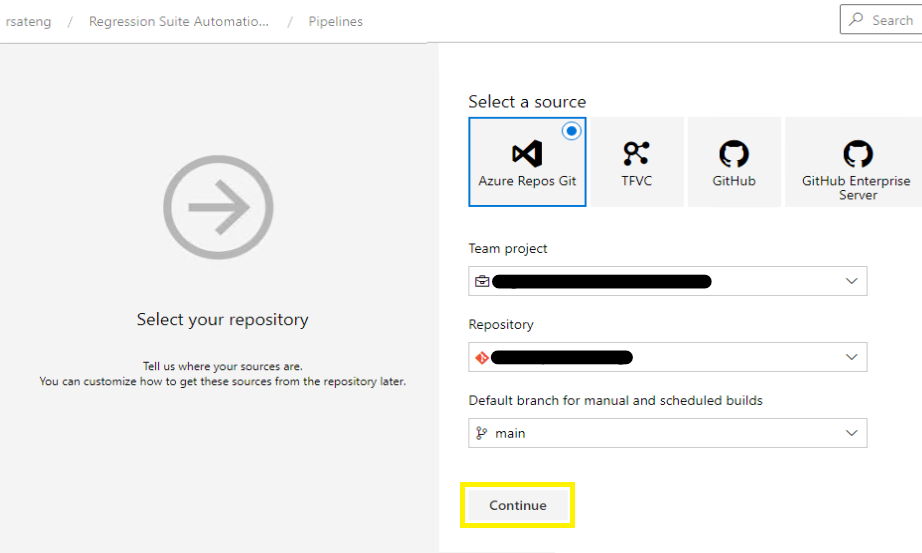 rsateng / Regression Suite Automatio... / Pipelines
Search
Select your repository
Tell us where your sources are.
You can customize how to get these sources from the repository later.
Select a source
Azure Repos Git
TFVC
GitHub
GitHub Enterprise
Server
Team project
Repository
Default branch for manual and scheduled builds
main
Continue